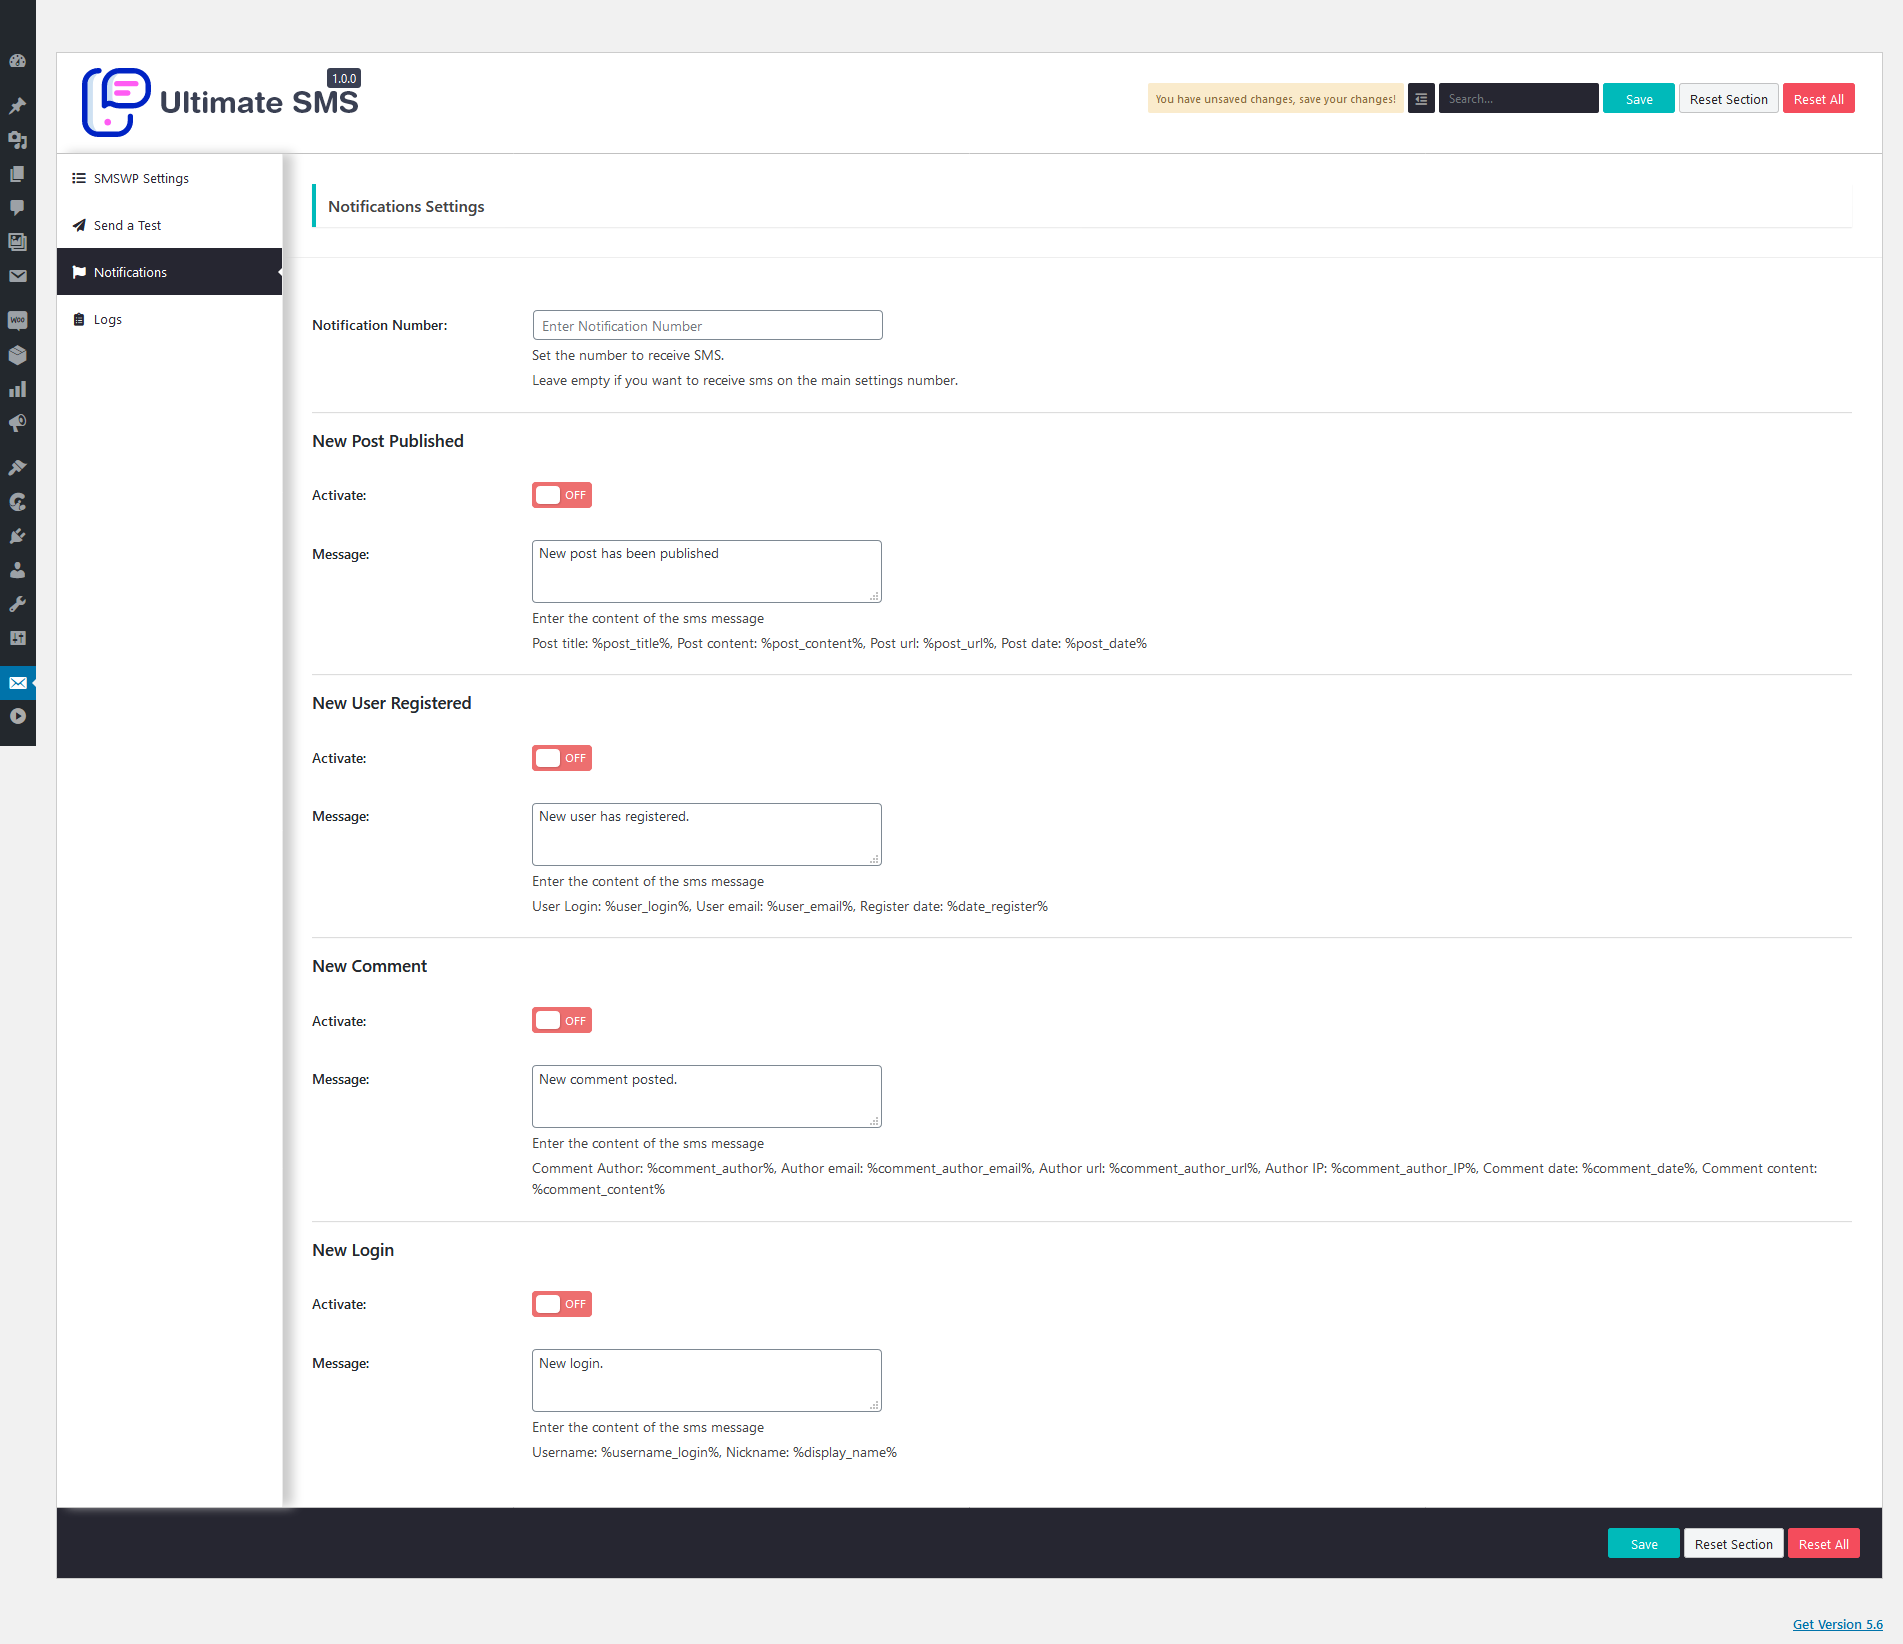 1.0.0
Ultimate SMS
You have unsaved changes, save your changes!
Search...
Save
Reset Section
Reset All
SMSWP Settings
Send a Test
Notifications
Logs
Woo
Notifications Settings
Notification Number:
Enter Notification Number
Set the number to receive SMS.
Leave empty if you want to receive sms on the main settings number.
New Post Published
Activate:
OFF
Message:
New post has been published
Enter the content of the sms message
Post title: %post_title%, Post content: %post_content%, Post url: %post_url%, Post date: %post_date%
New User Registered
Activate:
OFF
Message:
New user has registered.
Enter the content of the sms message
User Login: %user_login%, User email: %user_email%, Register date: %date_register%
New Comment
Activate:
OFF
Message:
New comment posted.
Enter the content of the sms message
Comment Author: %comment_author%, Author email: %comment_author_email%, Author url: %comment_author_url%, Author IP: %comment_author_IP%, Comment date: %comment_date%, Comment content:
%comment_content%
New Login
Activate:
OFF
Message:
New login.
Enter the content of the sms message
Username: %username_login%, Nickname: %display_name%
Save
Reset Section
Reset All
Get Version 5.6